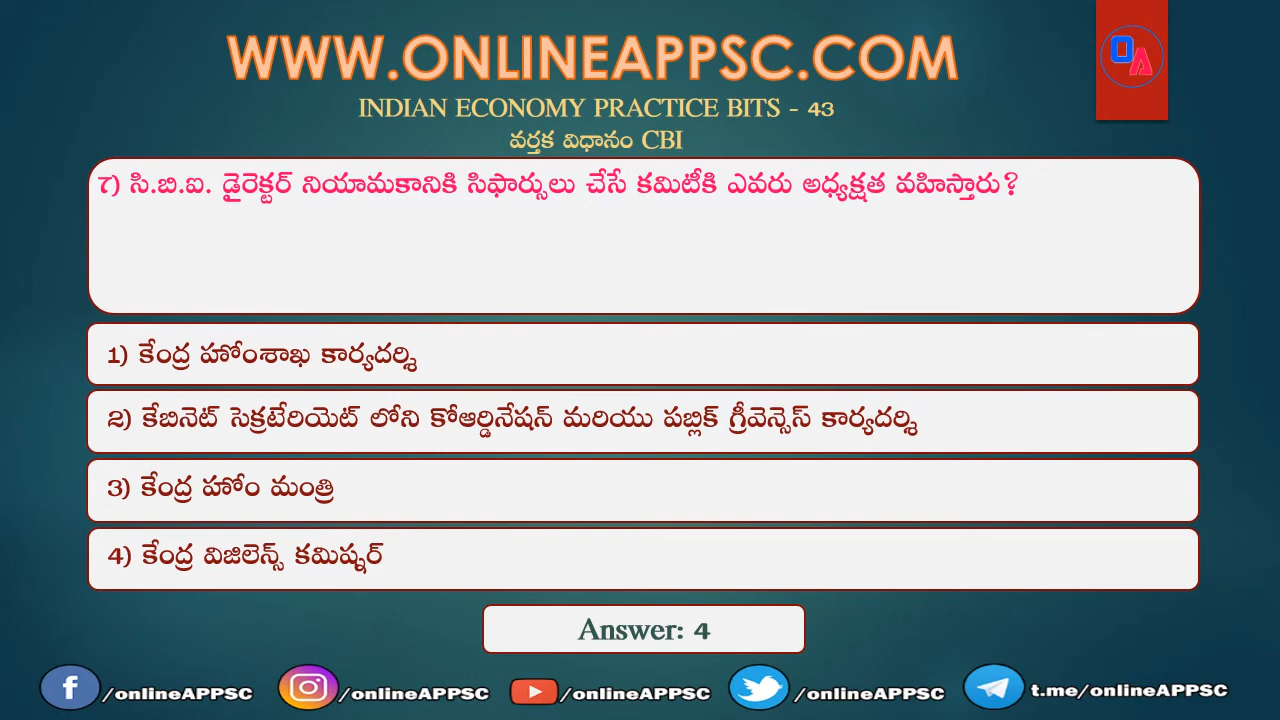 WWW.ONLINEAPPSC.COM
OA
INDIAN ECONOMY PRACTICE BITS - 43
వర్తక విధానం CBI
7) సి.బి.ఐ. డైరెక్టర్ నియామకానికి సిఫార్సులు చేసే కమిటీకి ఎవరు అధ్యక్షత వహిస్తారు?
1) కేంద్ర హోంశాఖ కార్యదర్శి
2) కేబినెట్ సెక్రటేరియెట్ లోని కోఆర్డినేషన్ మరియు పబ్లిక్ గ్రీవెన్సెస్ కార్యదర్శి
3) కేంద్ర హోం మంత్రి
4) కేంద్ర విజిలెన్స్ కమిష్నర్
Answer: 4
/onlineAPPSC /onlineAPPSC /onlineAPPSC /onlineAPPSC t.me/onlineAPPSC